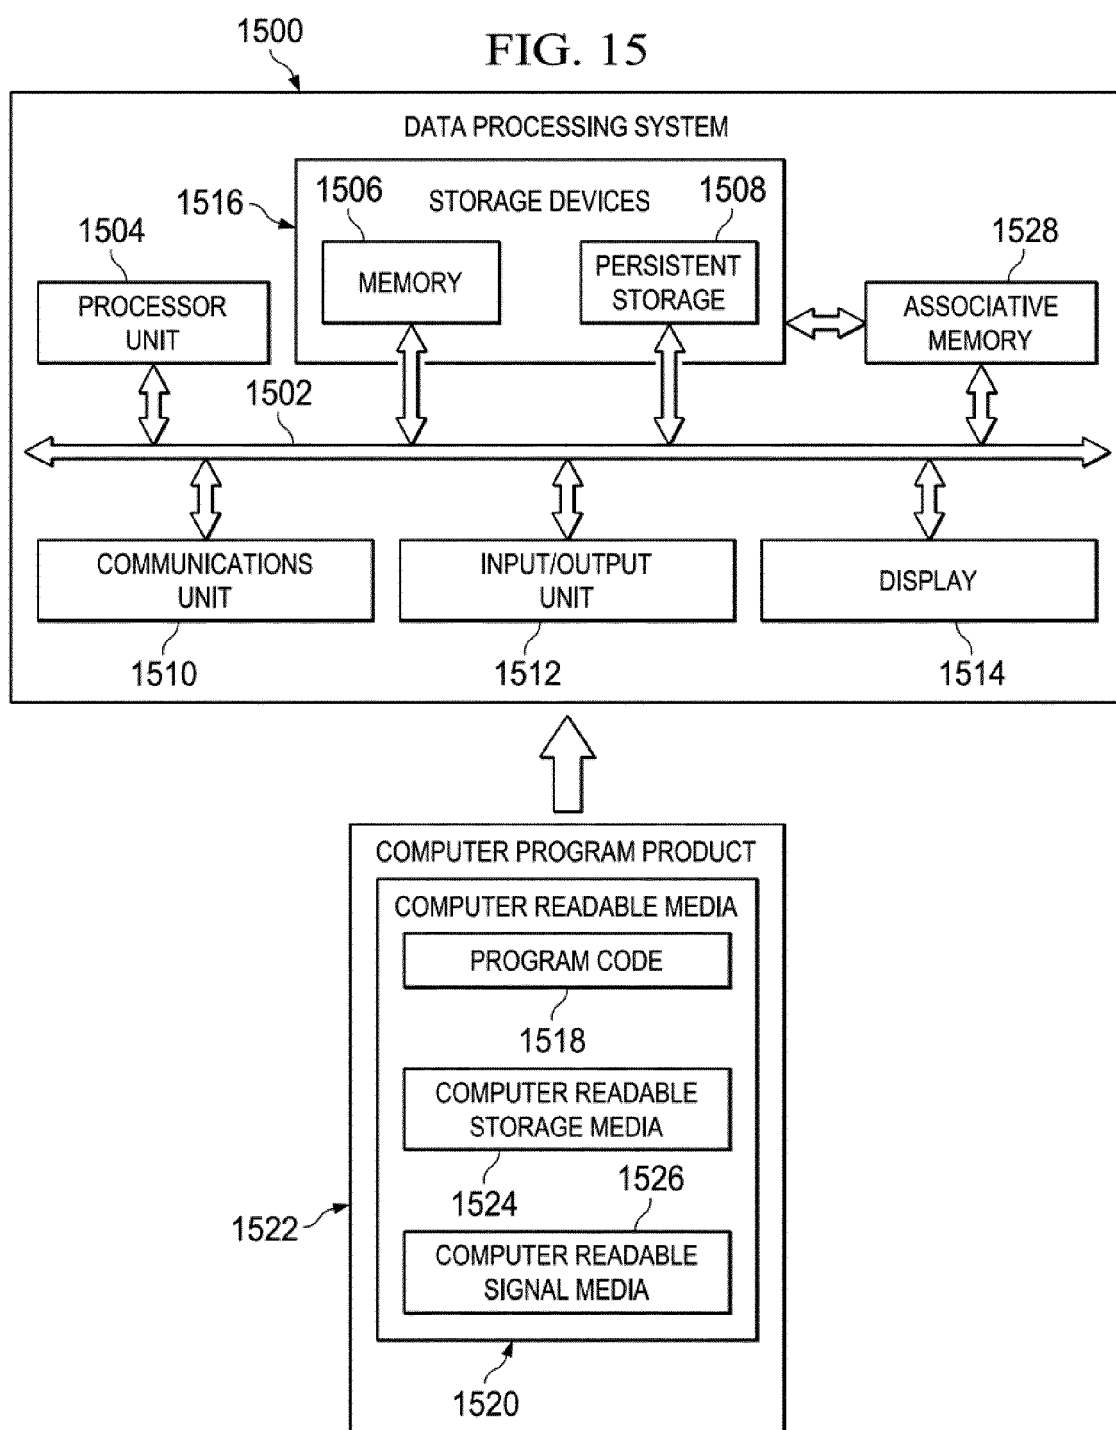 FIG. 15
1500
DATA PROCESSING SYSTEM
1516
1506
STORAGE DEVICES
1508
1504
1528
MEMORY
PERSISTENT
STORAGE
PROCESSOR
UNIT
ASSOCIATIVE
MEMORY
1502
COMMUNICATIONS
UNIT
INPUT/OUTPUT
UNIT
DISPLAY
1510
1512
1514
COMPUTER PROGRAM PRODUCT
COMPUTER READABLE MEDIA
PROGRAM CODE
1518
COMPUTER READABLE
STORAGE MEDIA
1524
1526
1522
COMPUTER READABLE
SIGNAL MEDIA
1520